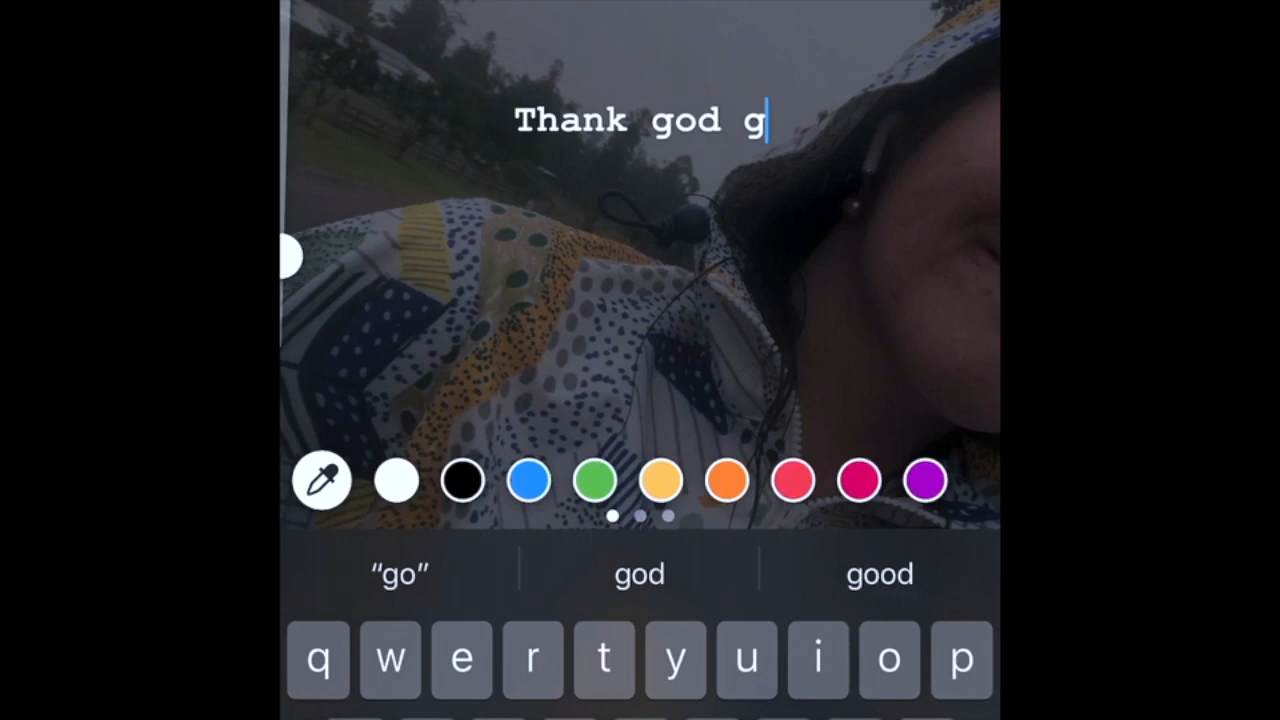 Thank god g
“go” god good
q w e r t y u i o p